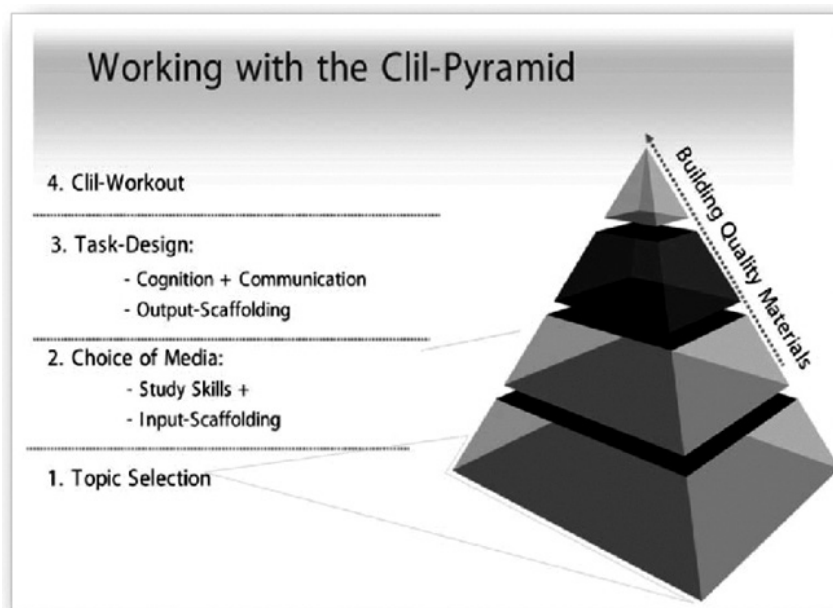 Working with the Clil-Pyramid
4. Clil-Workout
3. Task-Design:
- Cognition + Communication
- Output-Scaffolding
2. Choice of Media:
- Study Skills +
- Input-Scaffolding
1. Topic Selection
Building Quality Materials